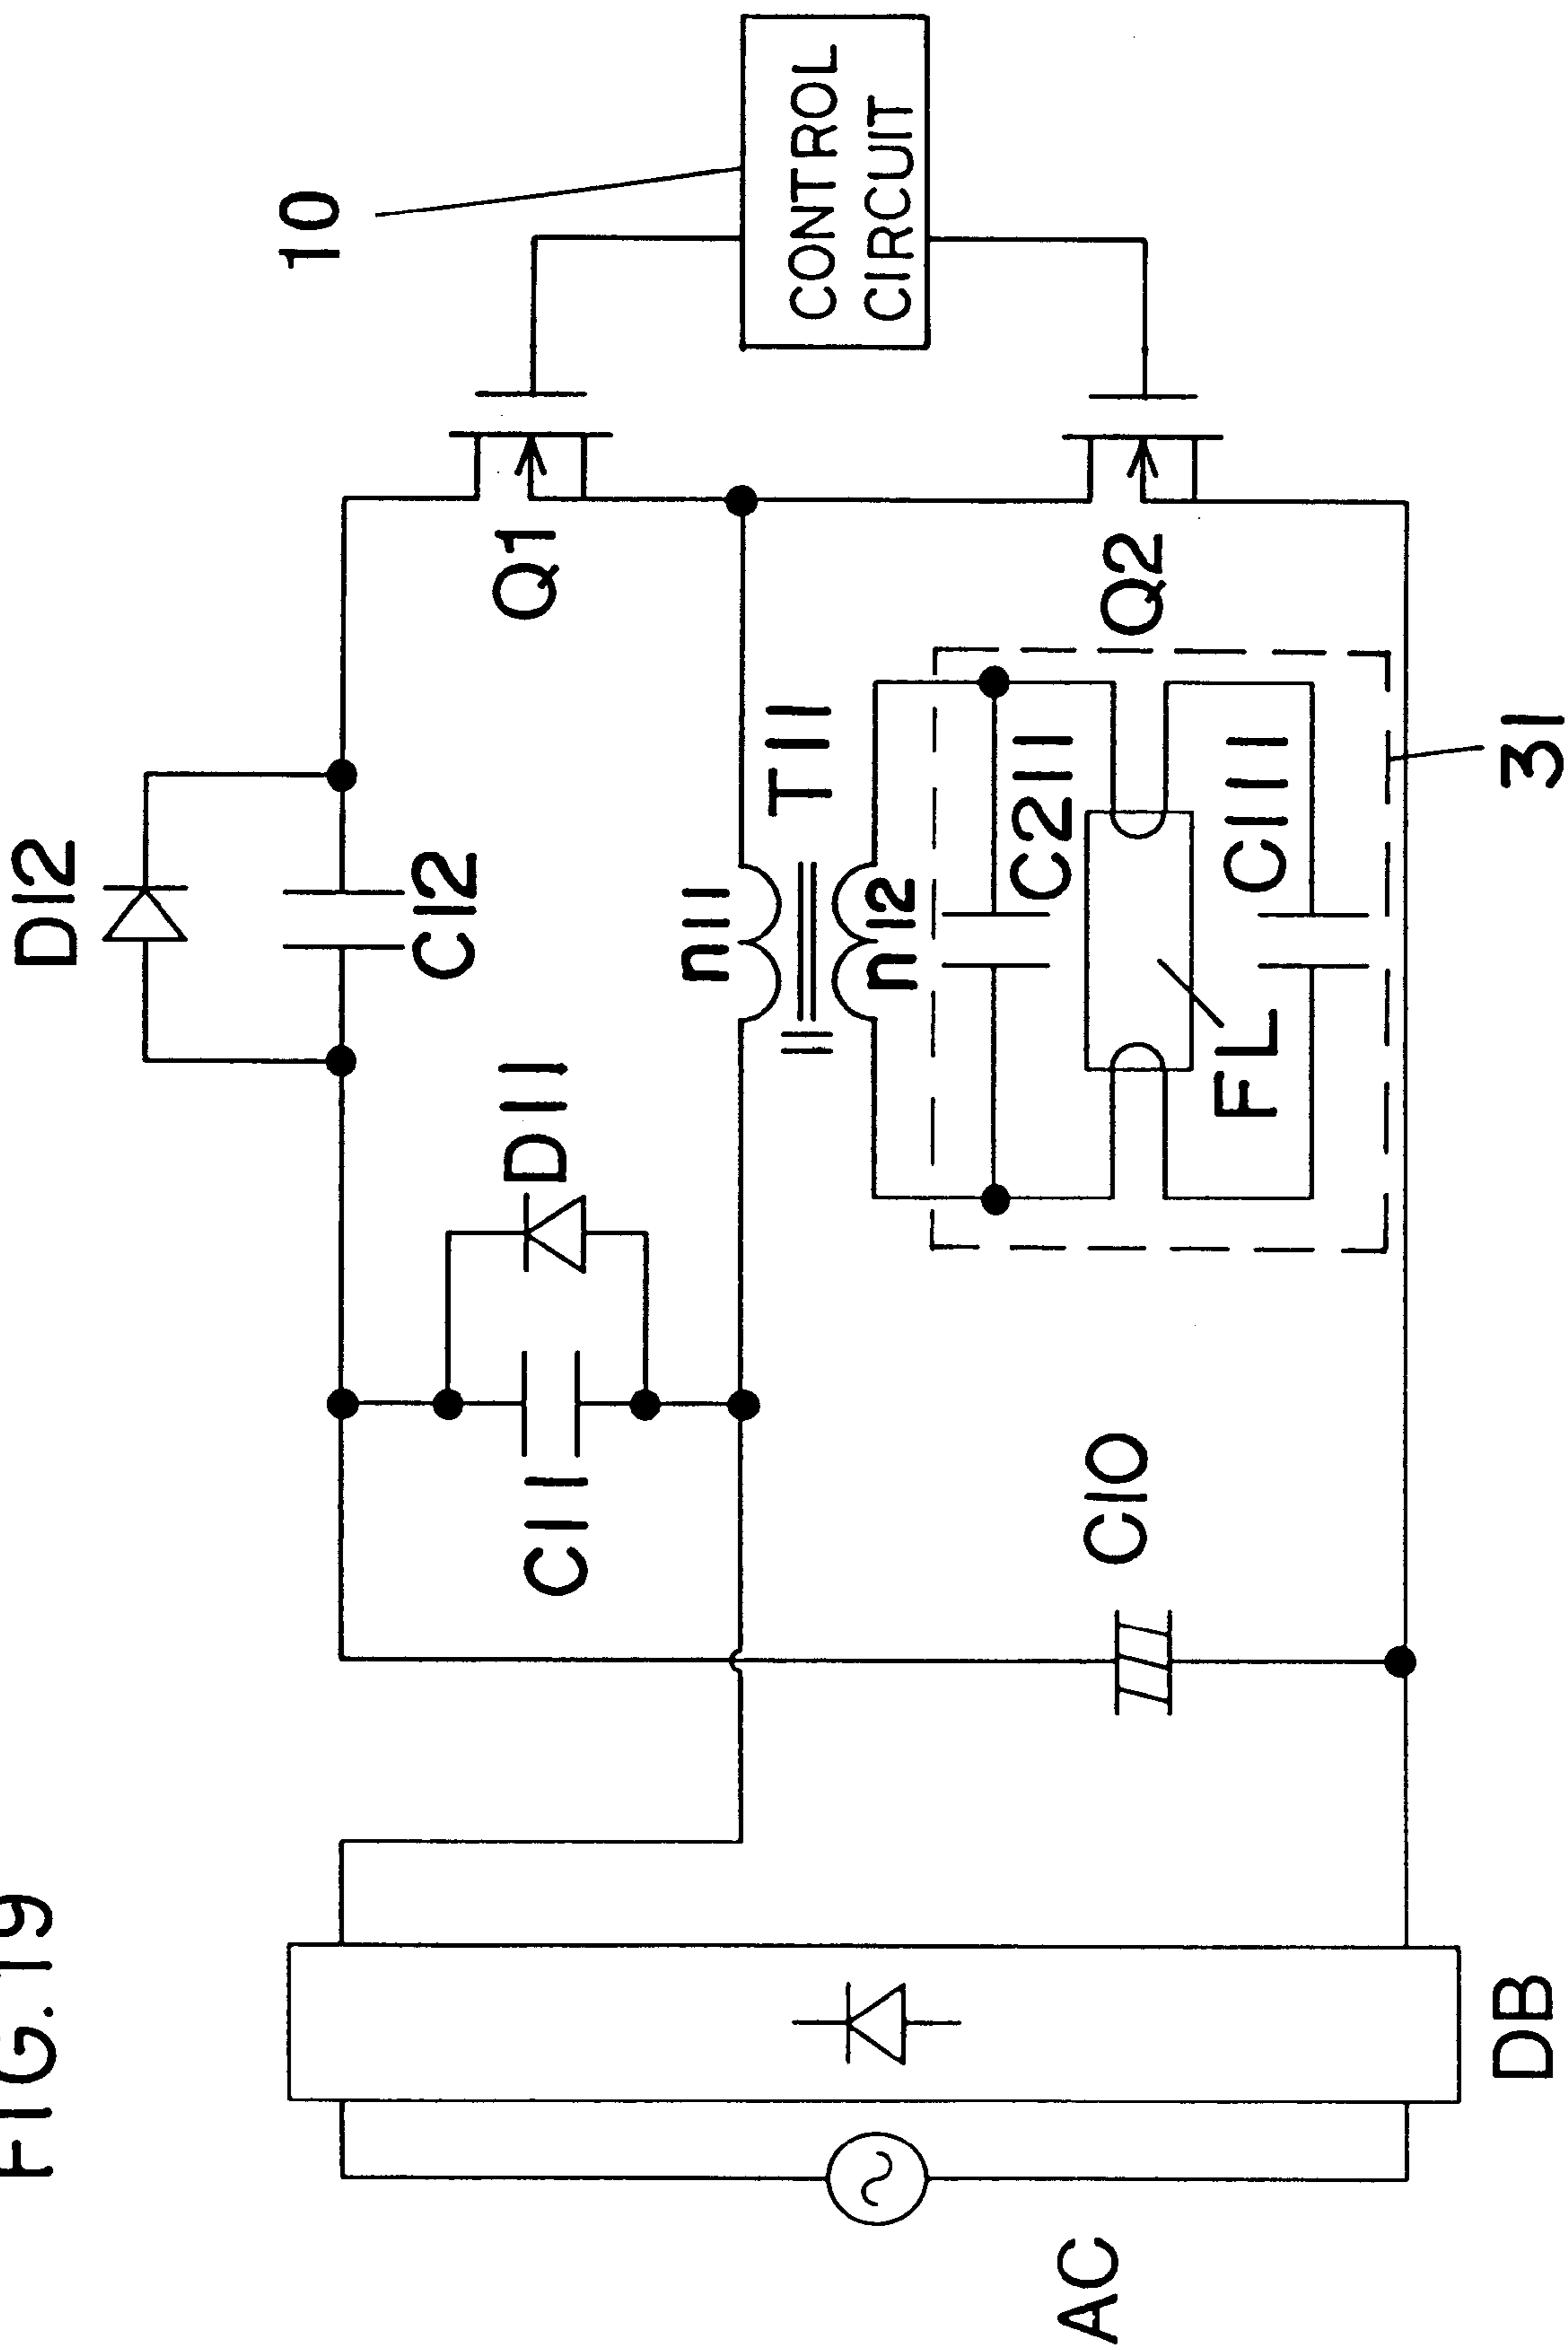 FIG.19
AC
DB
C10
C11
D11
D12
C12
n11
T11
n12
C211
FL
C111
31
Q1
Q2
10
CONTROL
CIRCUIT